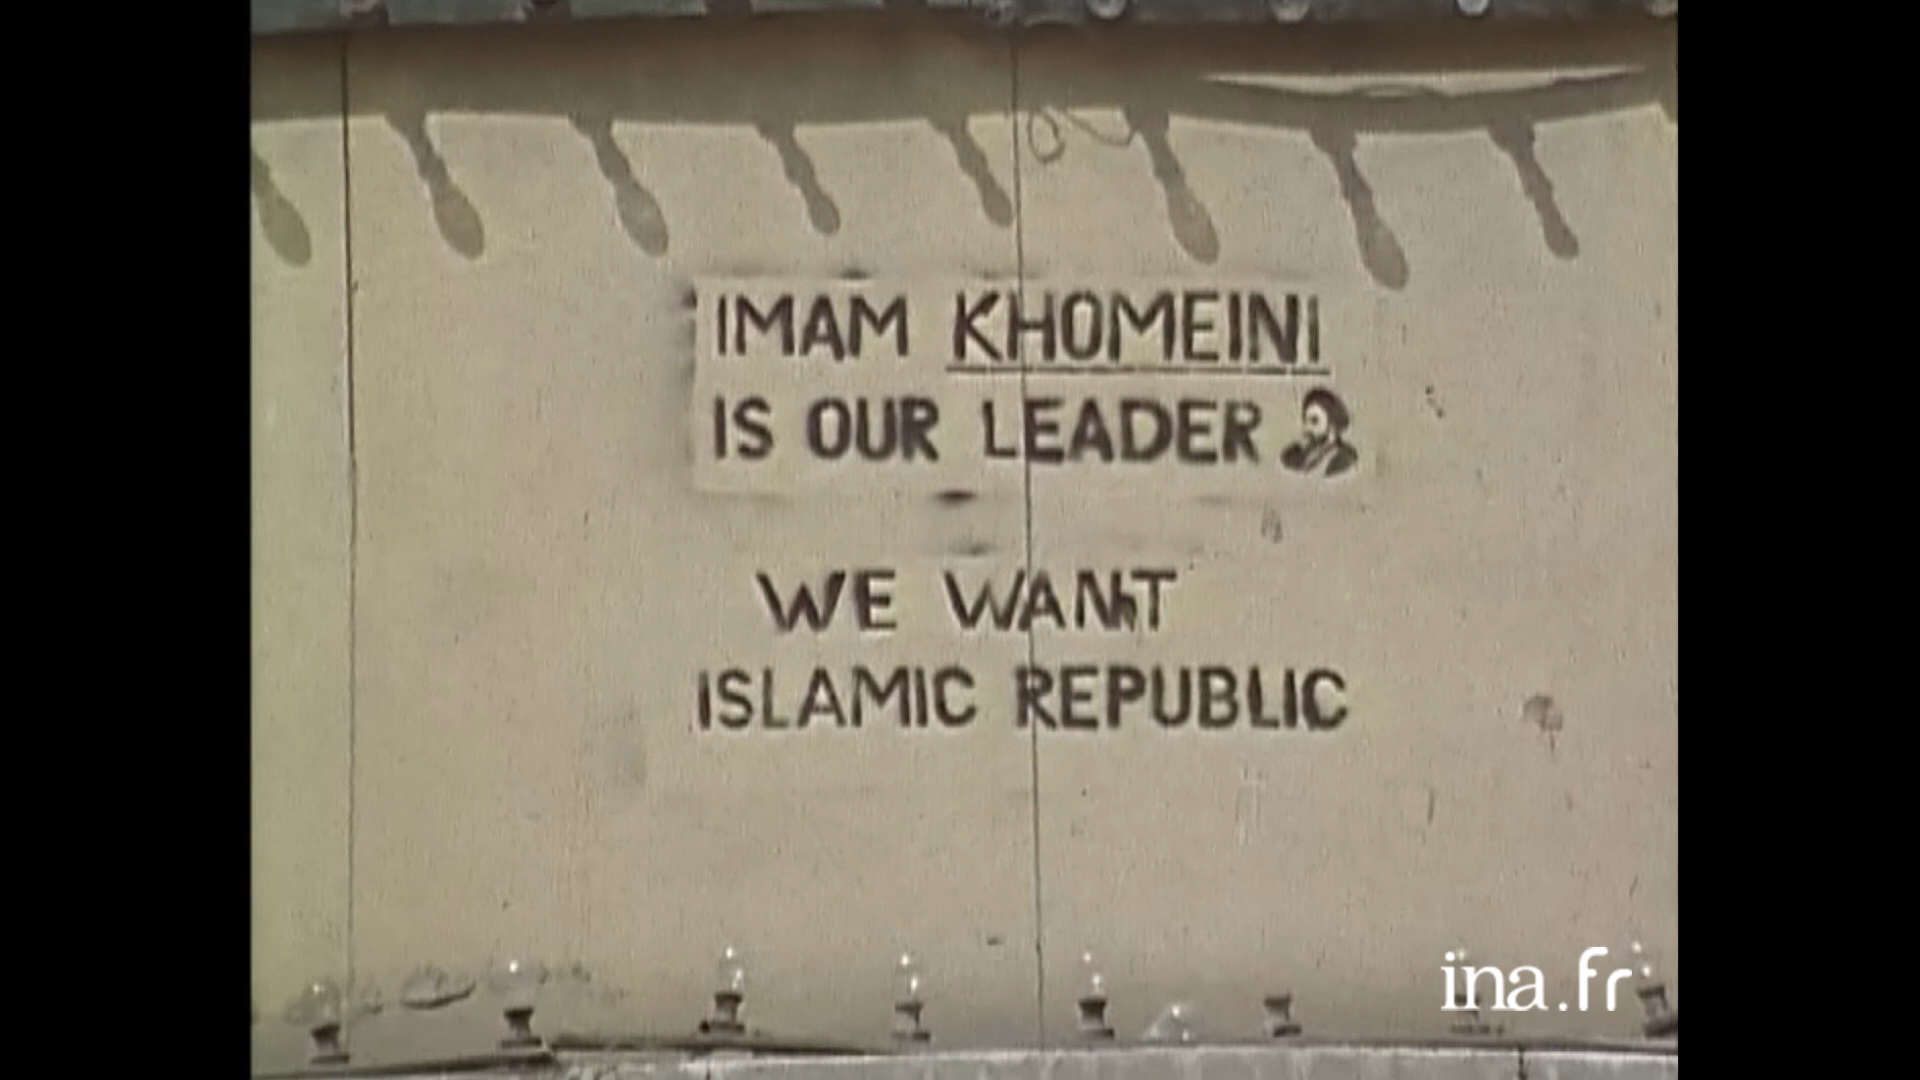 IMAM KHOMEINI
IS OUR LEADER
WE WANT
ISLAMIC REPUBLIC
ina.fr